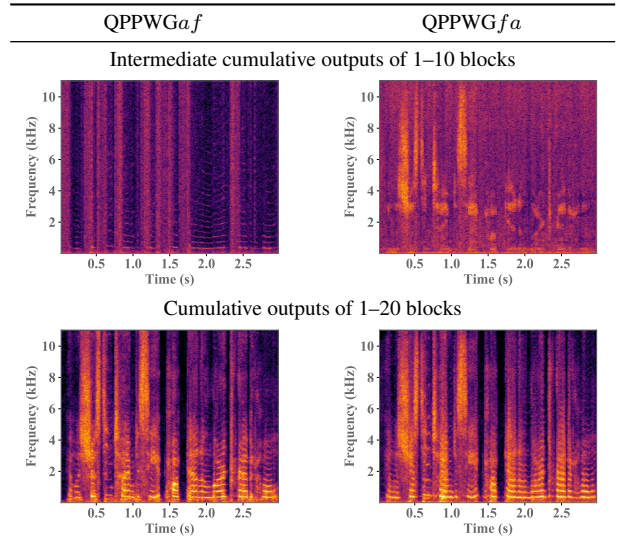 QPPWGaf QPPWGfa
Intermediate cumulative outputs of 1–10 blocks
10
8
6
4
2
Frequency (kHz)
0.5 1.0 1.5 2.0 2.5
Time (s)
10
8
6
4
2
Frequency (kHz)
0.5 1.0 1.5 2.0 2.5
Time (s)
Cumulative outputs of 1–20 blocks
10
8
6
4
2
Frequency (kHz)
0.5 1.0 1.5 2.0 2.5
Time (s)
10
8
6
4
2
Frequency (kHz)
0.5 1.0 1.5 2.0 2.5
Time (s)